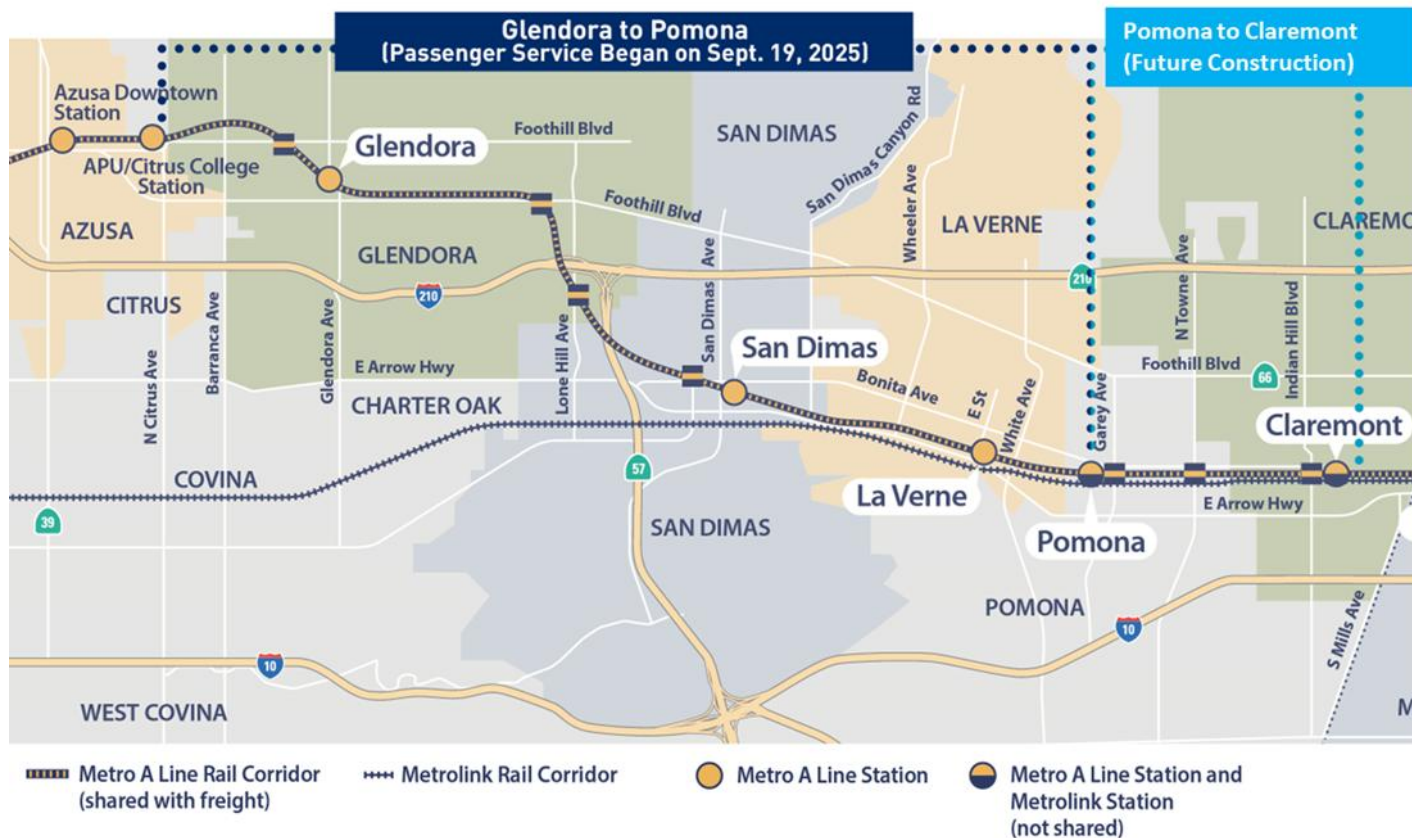 Glendora to Pomona
(Passenger Service Began on Sept. 19, 2025)
Pomona to Claremont
(Future Construction)
Azusa Downtown
Station
APU/Citrus College
Station
Glendora
Foothill Blvd
SAN DIMAS
San Dimas Canyon Rd
Wheeler Ave
Foothill Blvd
AZUSA
GLENDORA
LA VERNE
CLAREMO
210
210
CITRUS
N Citrus Ave
Barranca Ave
Glendora Ave
Lone Hill Ave
San Dimas Ave
N Towne Ave
Indian Hill Blvd
E Arrow Hwy
San Dimas
Bonita Ave
Foothill Blvd
66
CHARTER OAK
E St
White Ave
Garey Ave
Claremont
COVINA
57
La Verne
E Arrow Hwy
39
SAN DIMAS
Pomona
POMONA
10
S Mills Ave
10
WEST COVINA
M
Metro A Line Rail Corridor
(shared with freight)
Metrolink Rail Corridor
Metro A Line Station
Metro A Line Station and
Metrolink Station
(not shared)